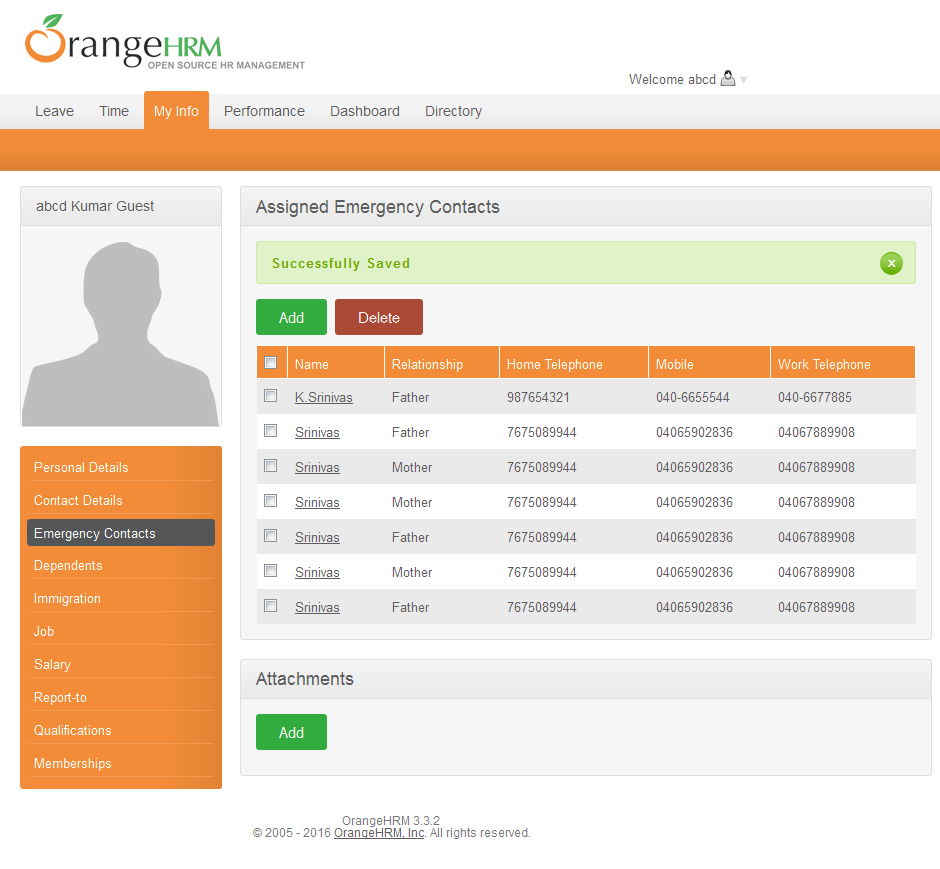 OrangeHRM
OPEN SOURCE HR MANAGEMENT
Welcome abcd
Leave Time My Info Performance Dashboard Directory
abcd Kumar Guest
Personal Details
Contact Details
Emergency Contacts
Dependents
Immigration
Job
Salary
Report-to
Qualifications
Memberships
Assigned Emergency Contacts
Successfully Saved
Add Delete
Name Relationship Home Telephone Mobile Work Telephone
K.Srinivas Father 987654321 040-6655544 040-6677885
Srinivas Father 7675089944 04065902836 04067889908
Srinivas Mother 7675089944 04065902836 04067889908
Srinivas Mother 7675089944 04065902836 04067889908
Srinivas Father 7675089944 04065902836 04067889908
Srinivas Mother 7675089944 04065902836 04067889908
Srinivas Father 7675089944 04065902836 04067889908
Attachments
Add
OrangeHRM 3.3.2
© 2005 - 2016 OrangeHRM, Inc. All rights reserved.